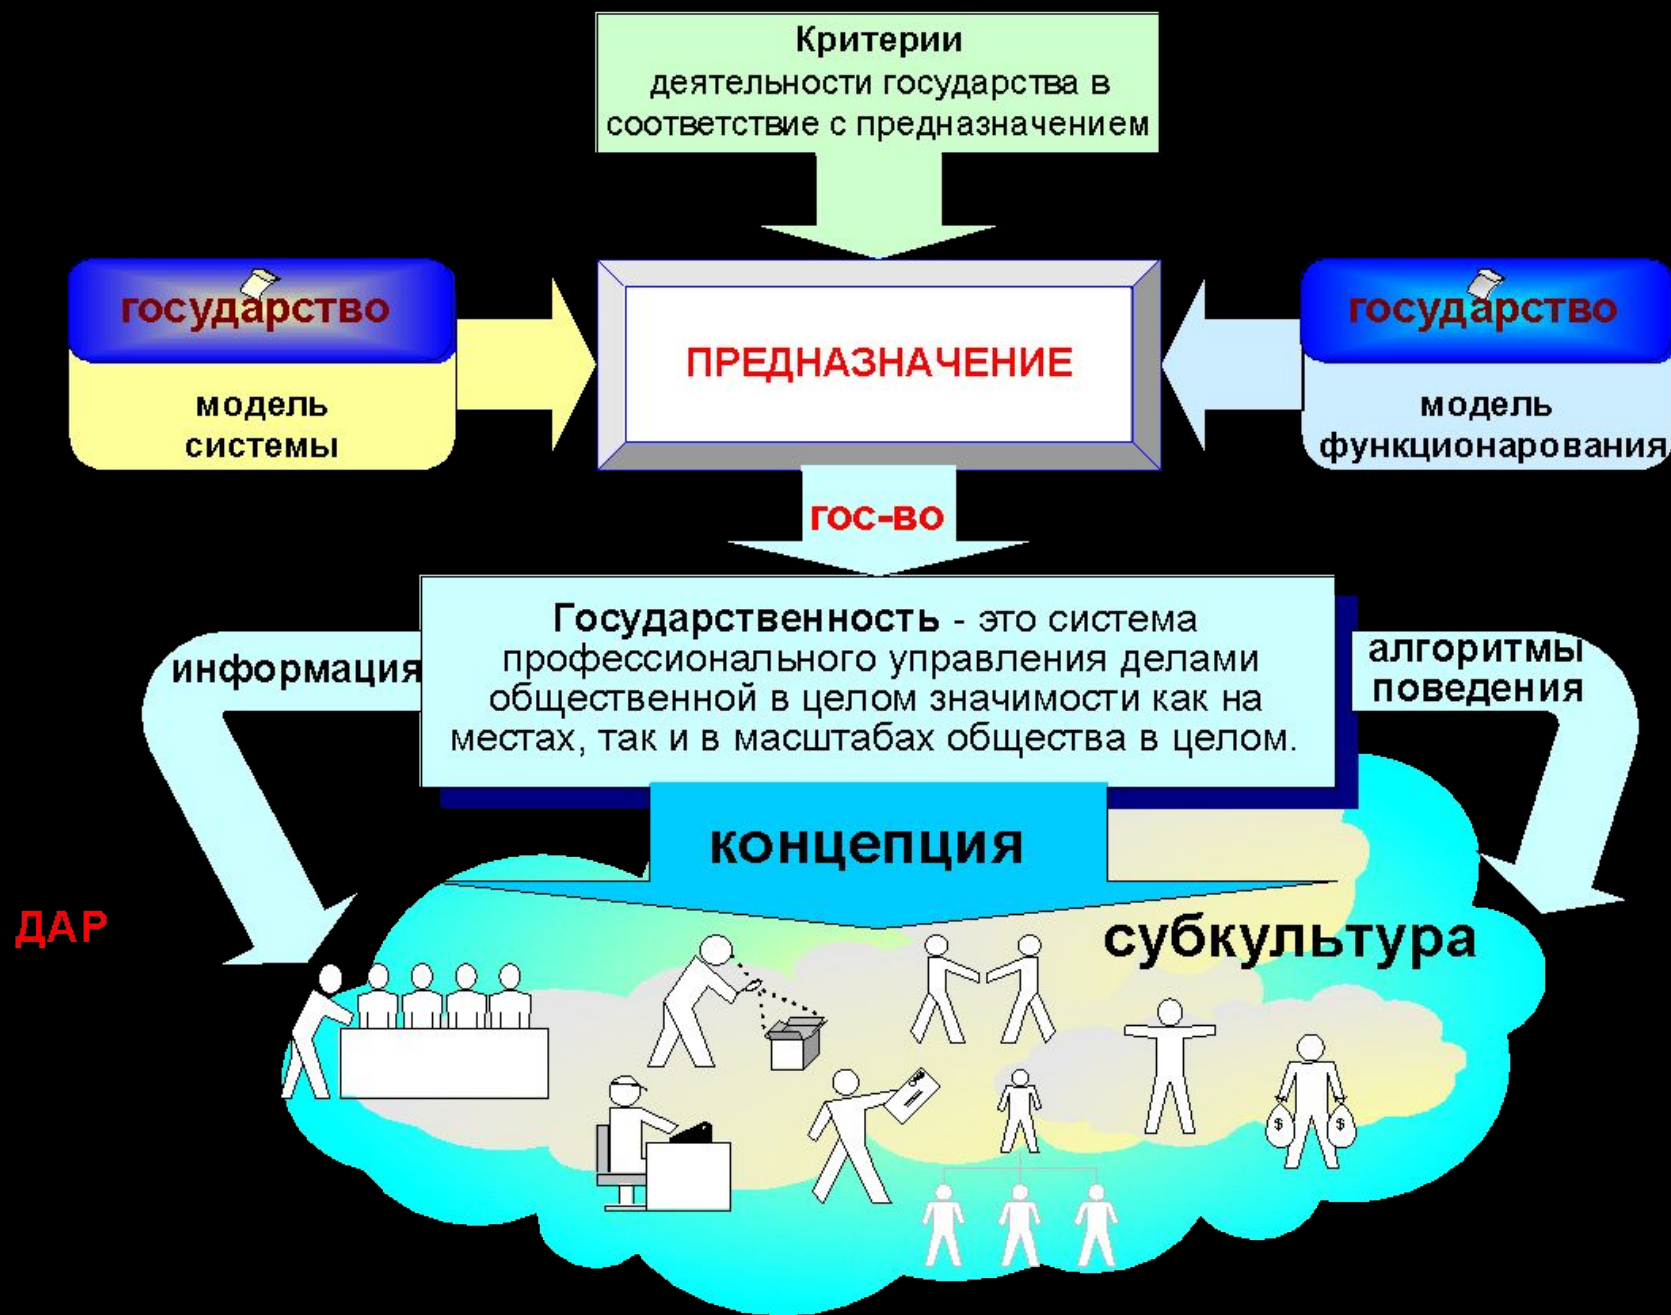 Критерии
деятельности государства в
соответствие с предназначением
государство
модель
системы
ПРЕДНАЗНАЧЕНИЕ
государство
модель
функционарования
гос-во
Государственность - это система
профессионального управления делами
общественной в целом значимости как на
местах, так и в масштабах общества в целом.
информация
алгоритмы
поведения
концепция
ДАР
субкультура
$
$